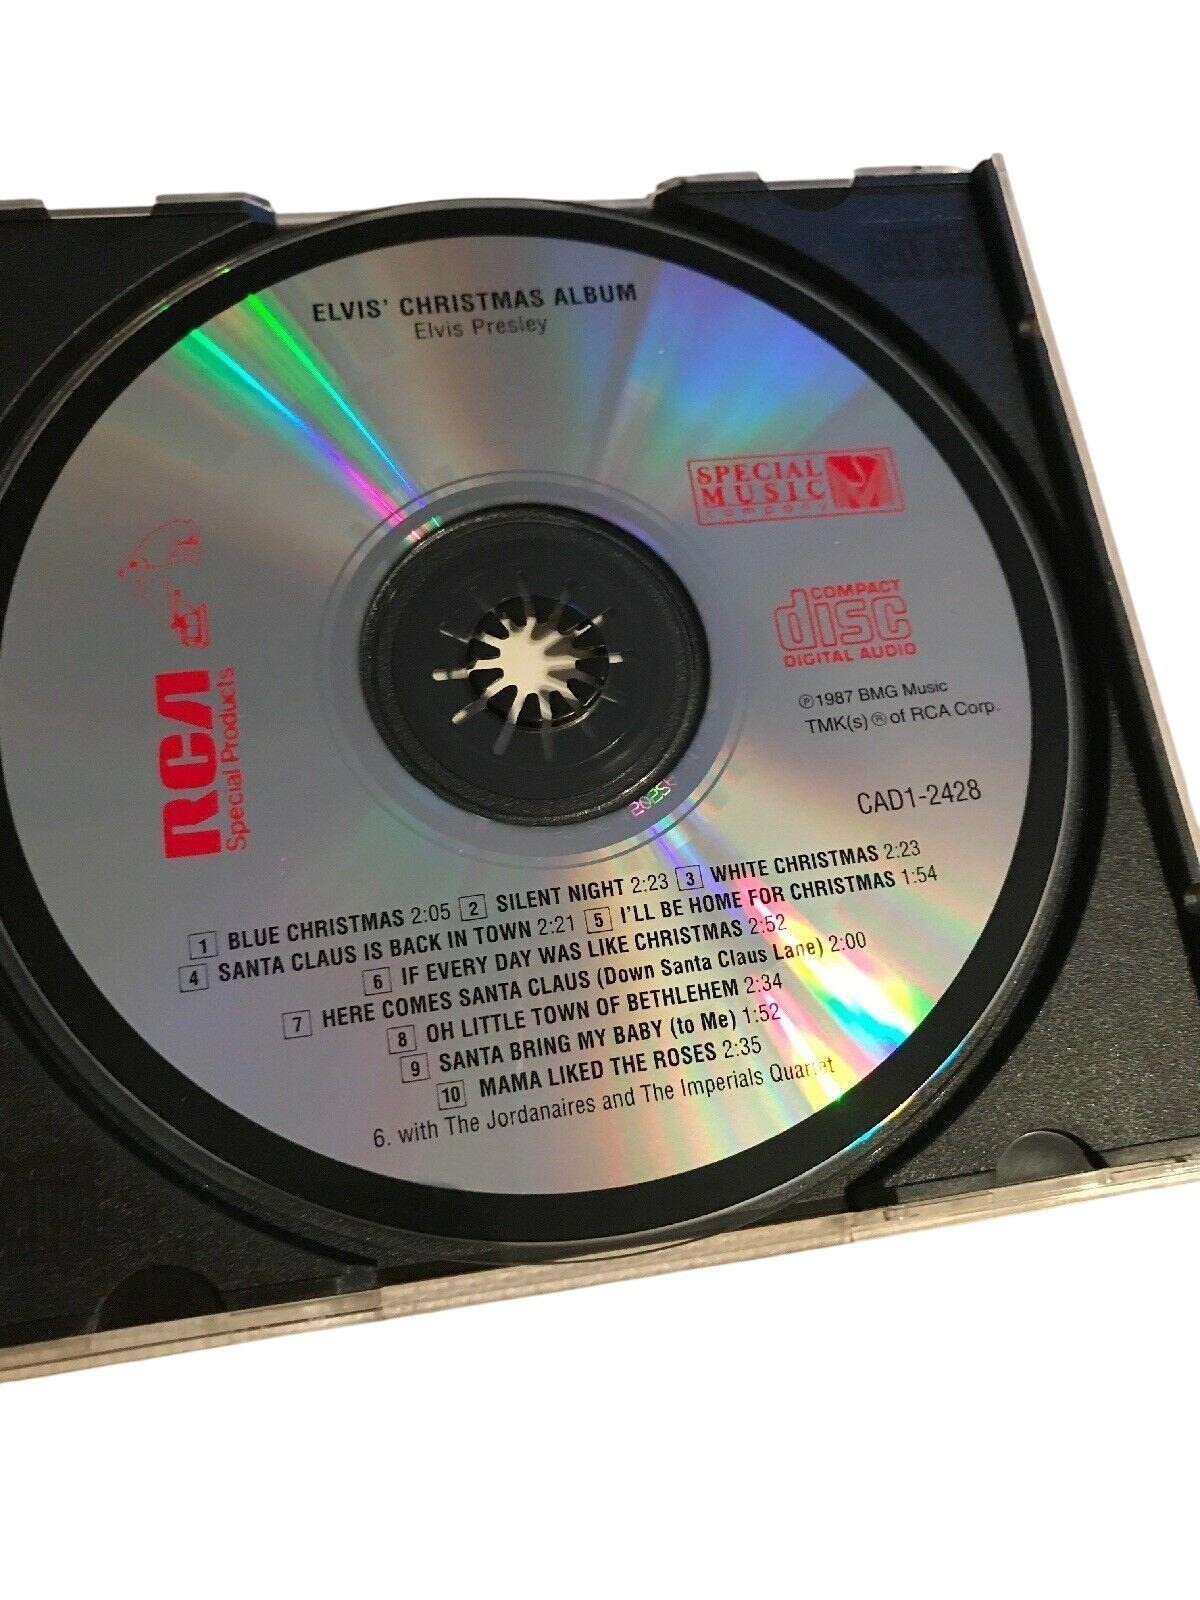 ELVIS' CHRISTMAS ALBUM
Elvis Presley
SPECIAL
MUSIC
company
COMPACT
disc
DIGITAL AUDIO
RCA
Special Products
℗1987 BMG Music
TMK(s)®of RCA Corp.
CAD1-2428
1 BLUE CHRISTMAS 2:05 2 SILENT NIGHT 2:23 3 WHITE CHRISTMAS 2:23
4 SANTA CLAUS IS BACK IN TOWN 2:21 5 I'LL BE HOME FOR CHRISTMAS 1:54
6 IF EVERY DAY WAS LIKE CHRISTMAS 2:52
7 HERE COMES SANTA CLAUS (Down Santa Claus Lane) 2:00
8 OH LITTLE TOWN OF BETHLEHEM 2:34
9 SANTA BRING MY BABY (to Me) 1:52
10 MAMA LIKED THE ROSES 2:35
6. with The Jordanaires and The Imperials Quartet